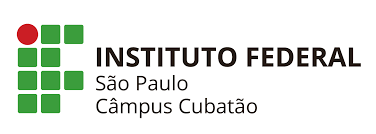 INSTITUTO FEDERAL
São Paulo
Câmpus Cubatão